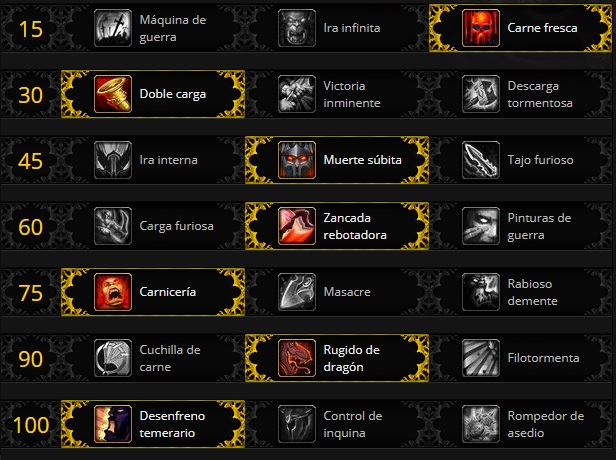 15
Máquina de
guerra
Ira infinita
Carne fresca
30
Doble carga
Victoria
inminente
Descarga
tormentosa
45
Ira interna
Muerte súbita
Tajo furioso
60
Carga furiosa
Zancada
rebotadora
Pinturas de
guerra
75
Carnicería
Masacre
Rabioso
demente
90
Cuchilla de
carne
Rugido de
dragón
Filotormenta
100
Desenfreno
temerario
Control de
inquina
Rompedor de
asedio